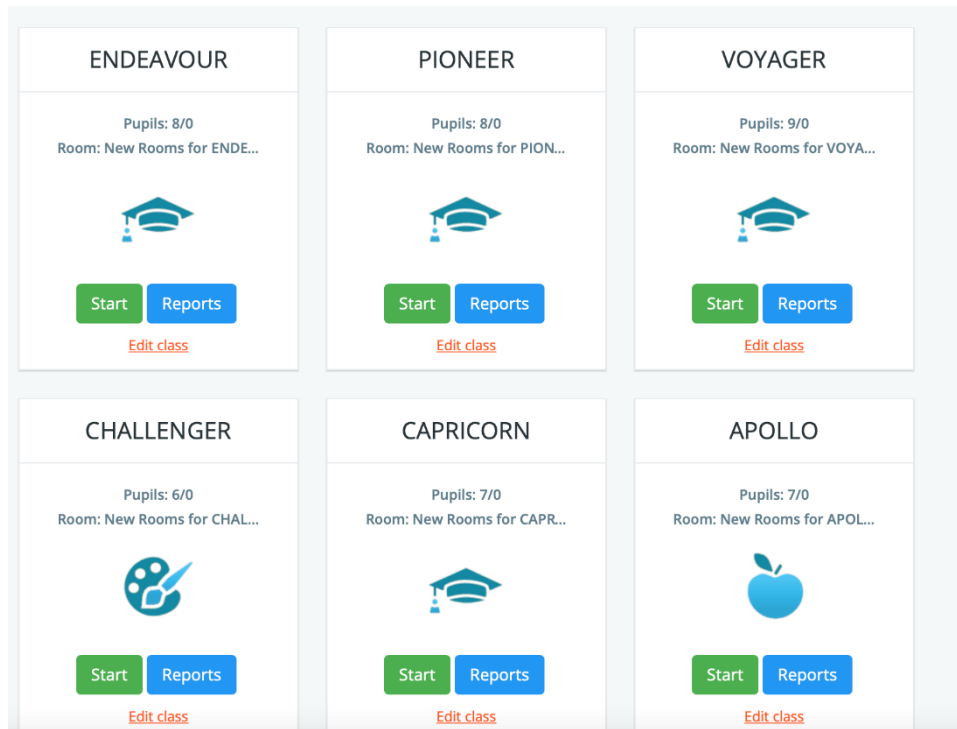 ENDEAVOUR
Pupils: 8/0
Room: New Rooms for ENDE...
Start Reports
Edit class
PIONEER
Pupils: 8/0
Room: New Rooms for PION...
Start Reports
Edit class
VOYAGER
Pupils: 9/0
Room: New Rooms for VOYA...
Start Reports
Edit class
CHALLENGER
Pupils: 6/0
Room: New Rooms for CHAL...
Start Reports
Edit class
CAPRICORN
Pupils: 7/0
Room: New Rooms for CAPR...
Start Reports
Edit class
APOLLO
Pupils: 7/0
Room: New Rooms for APOL...
Start Reports
Edit class